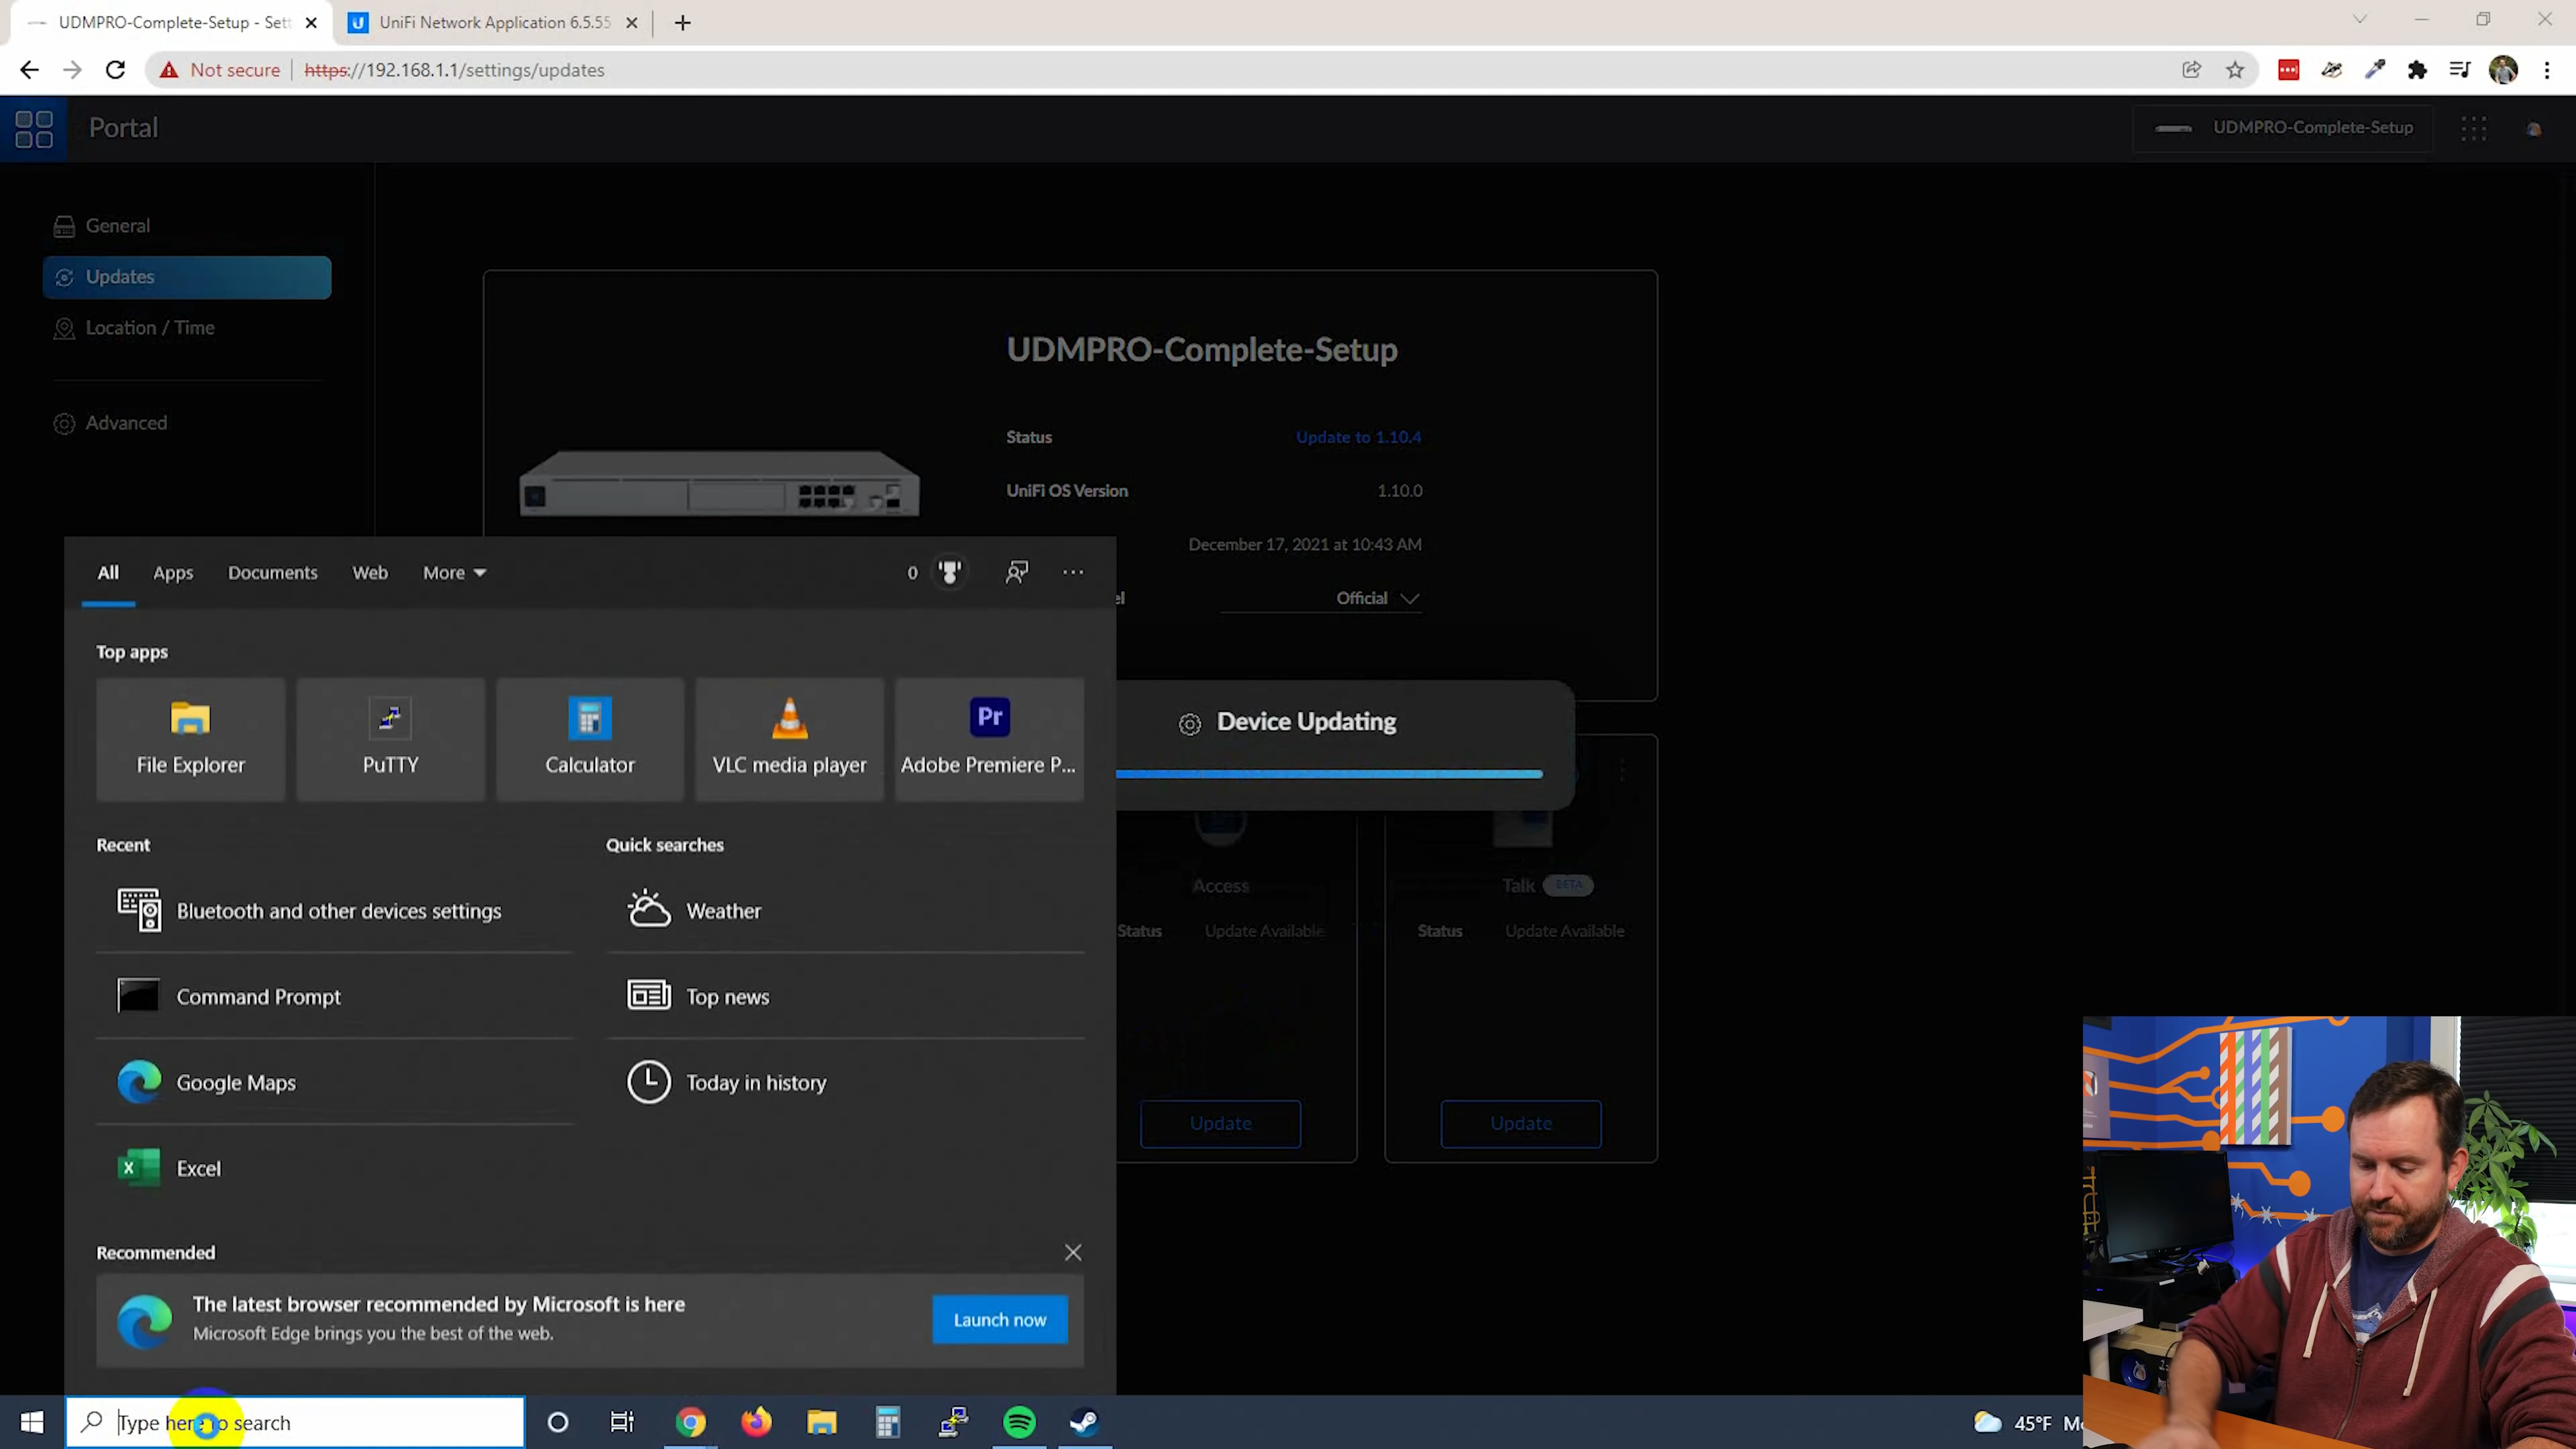 UDMPRO-Complete-Setup - Sett
UniFi Network Application 6.5.55
Not secure
https://192.168.1.1/settings/updates
Portal
UDMPRO-Complete-Setup
General
Updates
Location / Time
Advanced
UDMPRO-Complete-Setup
Status
Update to 1.10.4
UniFi OS Version
1.10.0
December 17, 2021 at 10:43 AM
el
Official
All
Apps
Documents
Web
More
0
Top apps
File Explorer
PuTTY
Calculator
VLC media player
Adobe Premiere P...
Pr
Device Updating
Recent
Quick searches
Bluetooth and other devices settings
Weather
Command Prompt
Top news
Google Maps
Today in history
Excel
Access
Status
Update Available
Update
Talk
BETA
Status
Update Available
Update
Recommended
The latest browser recommended by Microsoft is here
Microsoft Edge brings you the best of the web.
Launch now
Type here to search
45°F